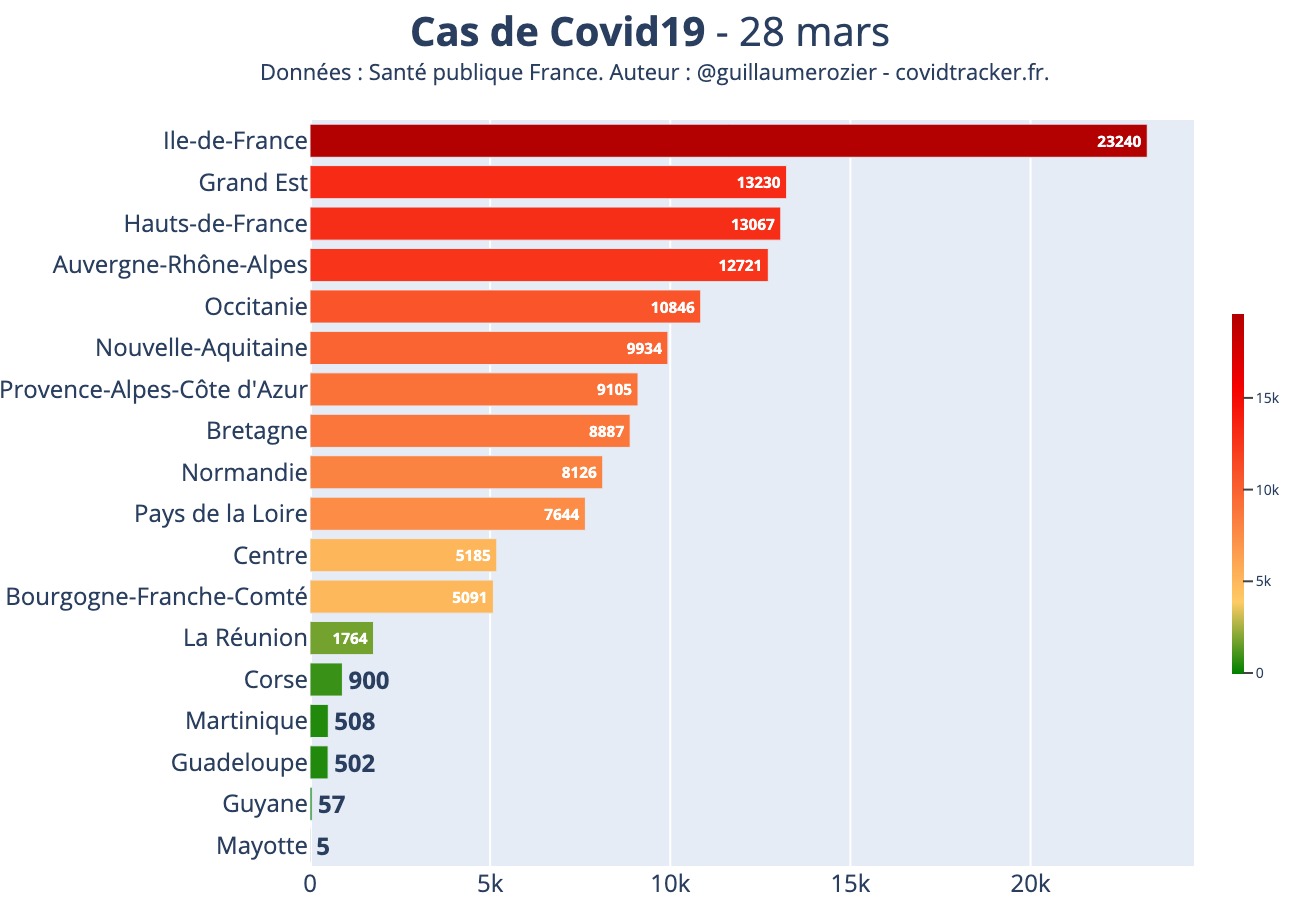 Cas de Covid19 - 28 mars
Données : Santé publique France. Auteur : @guillaumerozier - covidtracker.fr.
Ile-de-France 23240
Grand Est 13230
Hauts-de-France 13067
Auvergne-Rhône-Alpes 12721
Occitanie 10846
Nouvelle-Aquitaine 9934
Provence-Alpes-Côte d'Azur 9105
Bretagne 8887
Normandie 8126
Pays de la Loire 7644
Centre 5185
Bourgogne-Franche-Comté 5091
La Réunion 1764
Corse 900
Martinique 508
Guadeloupe 502
Guyane 57
Mayotte 5
0 5k 10k 15k 20k
15k
10k
5k
0